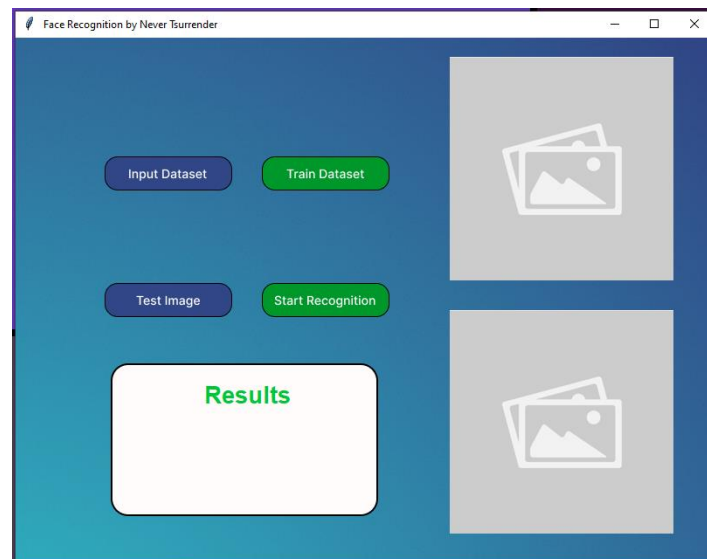 Face Recognition by Never Tsurrender
Input Dataset
Train Dataset
Test Image
Start Recognition
Results